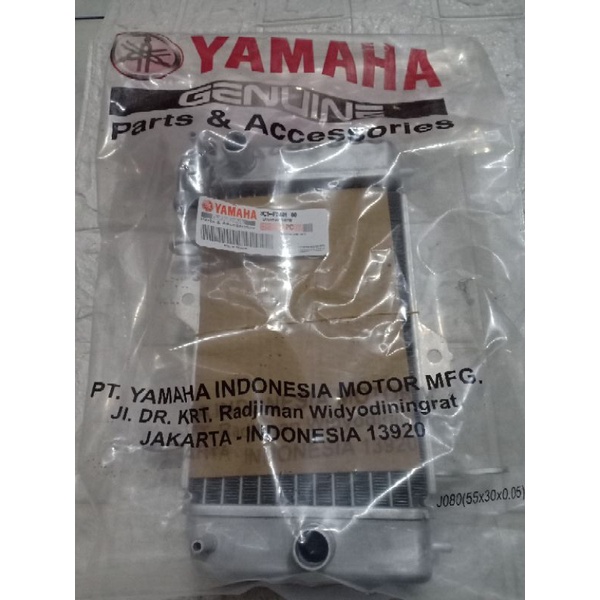 YAMAHA
GENUINE
Parts & Accessories
YAMAHA
PT. YAMAHA INDONESIA MOTOR MFG.
Jl. DR. KRT. Radjiman Widyodiningrat
JAKARTA - INDONESIA 13920
J080(55x30x0.05)